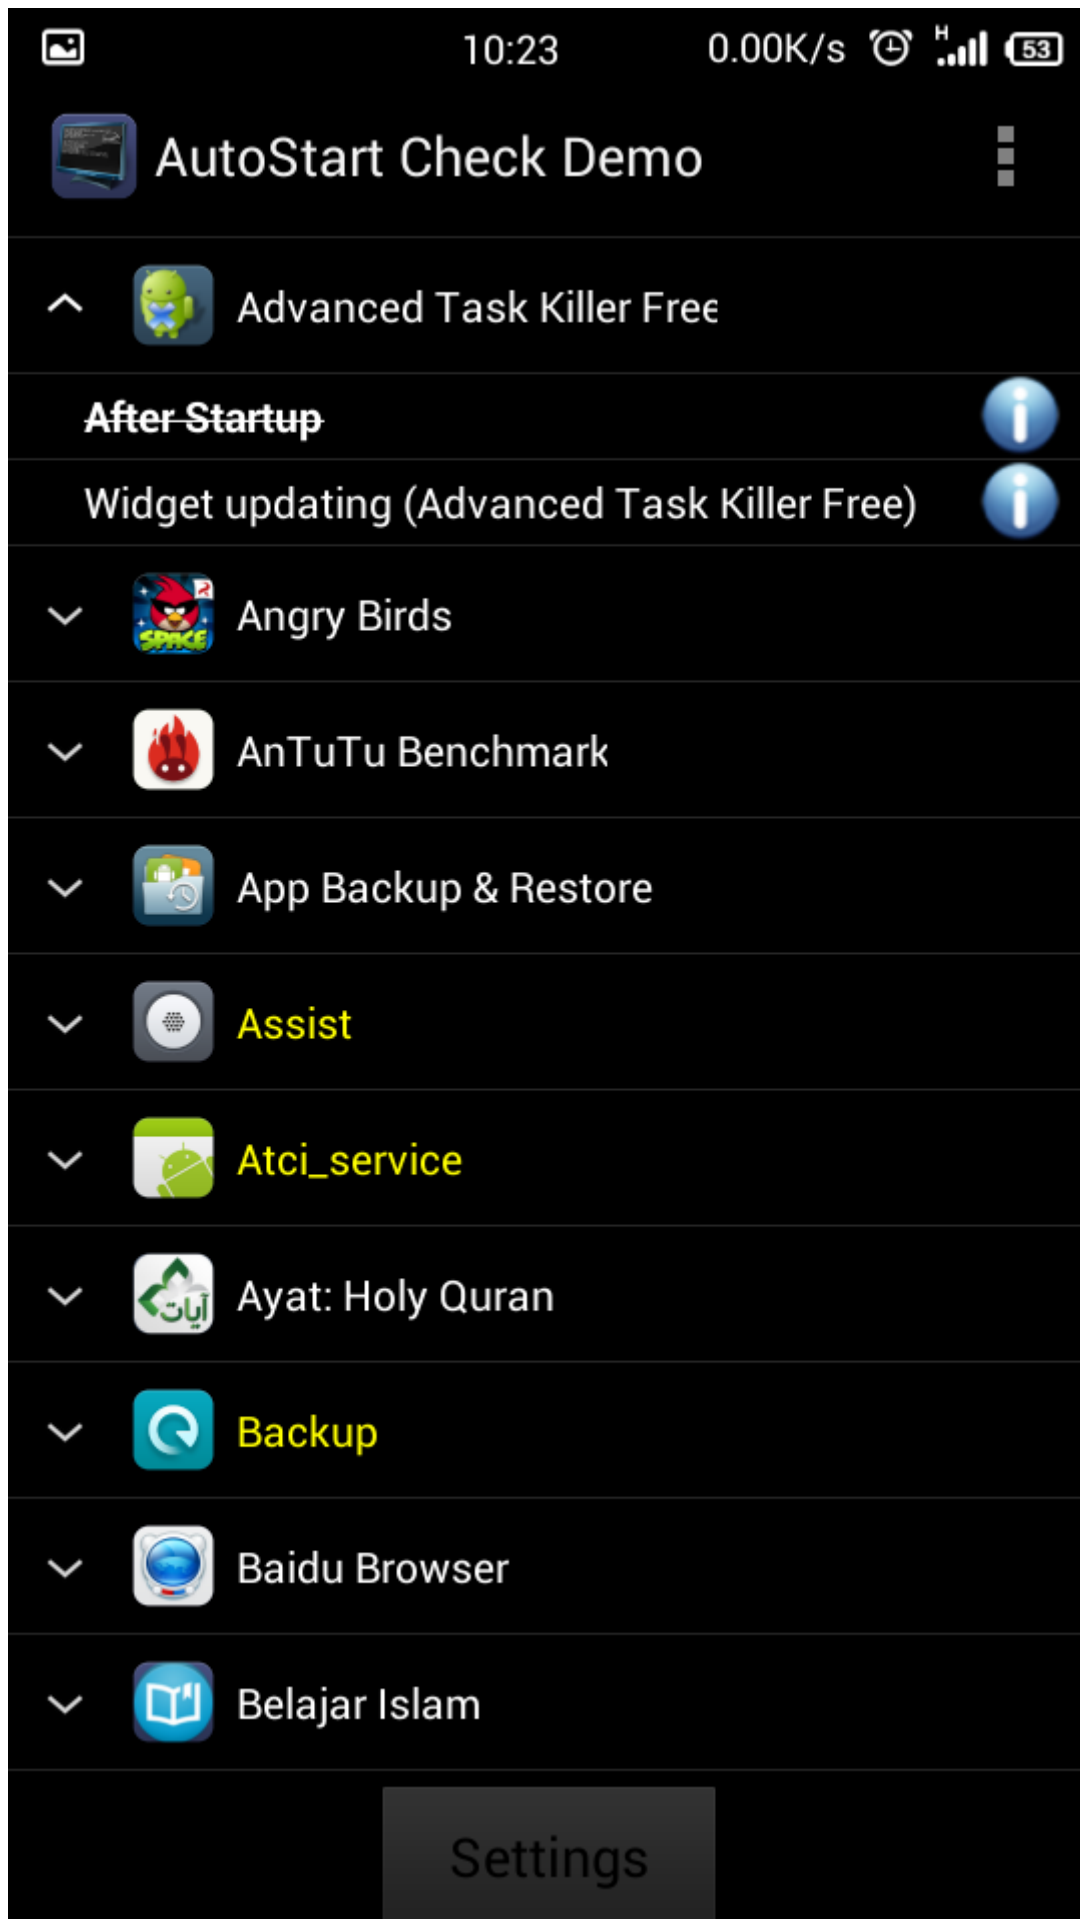 10:23 0.00K/s H 53
AutoStart Check Demo
Advanced Task Killer Free
After Startup
Widget updating (Advanced Task Killer Free)
SPACE
Angry Birds
AnTuTu Benchmark
App Backup & Restore
Assist
Atci_service
آيات
Ayat: Holy Quran
Backup
Baidu Browser
Belajar Islam
Settings